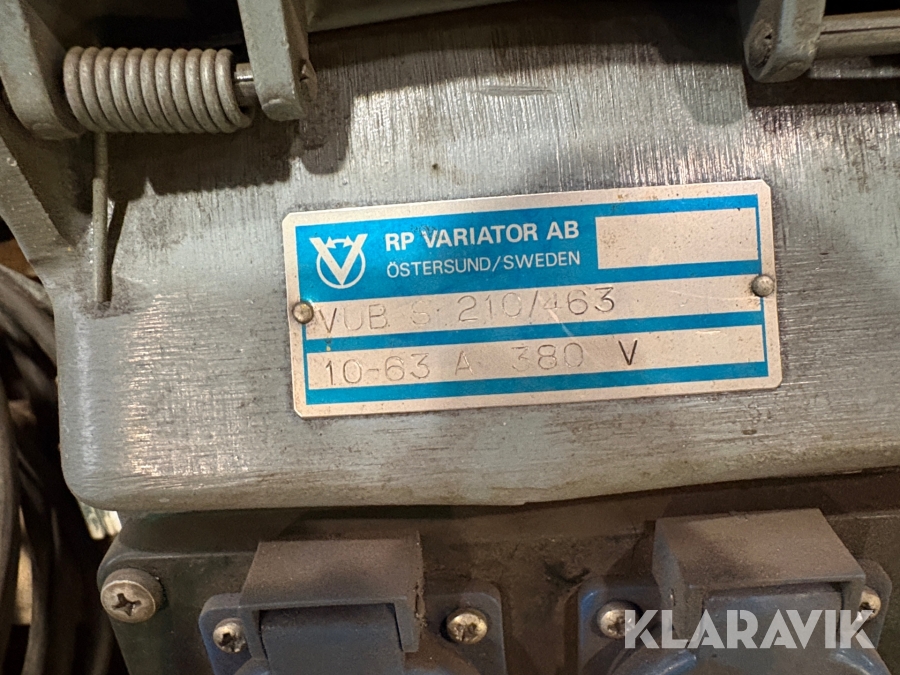 RP VARIATOR AB
ÖSTERSUND/SWEDEN
VUB S 210/463
10-63 A 380 V
KLARAVIK